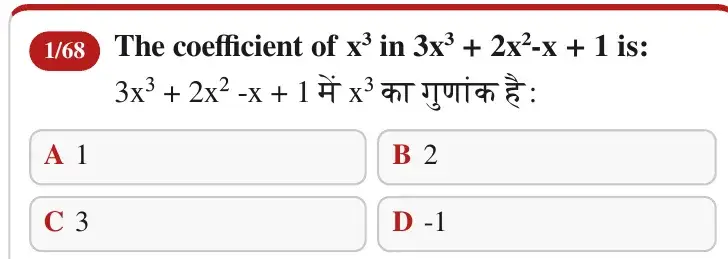 1/68 The coefficient of x³ in 3x³ + 2x²-x + 1 is:
3x³ + 2x² -x + 1 में x³ का गुणांक है :
A 1
B 2
C 3
D -1